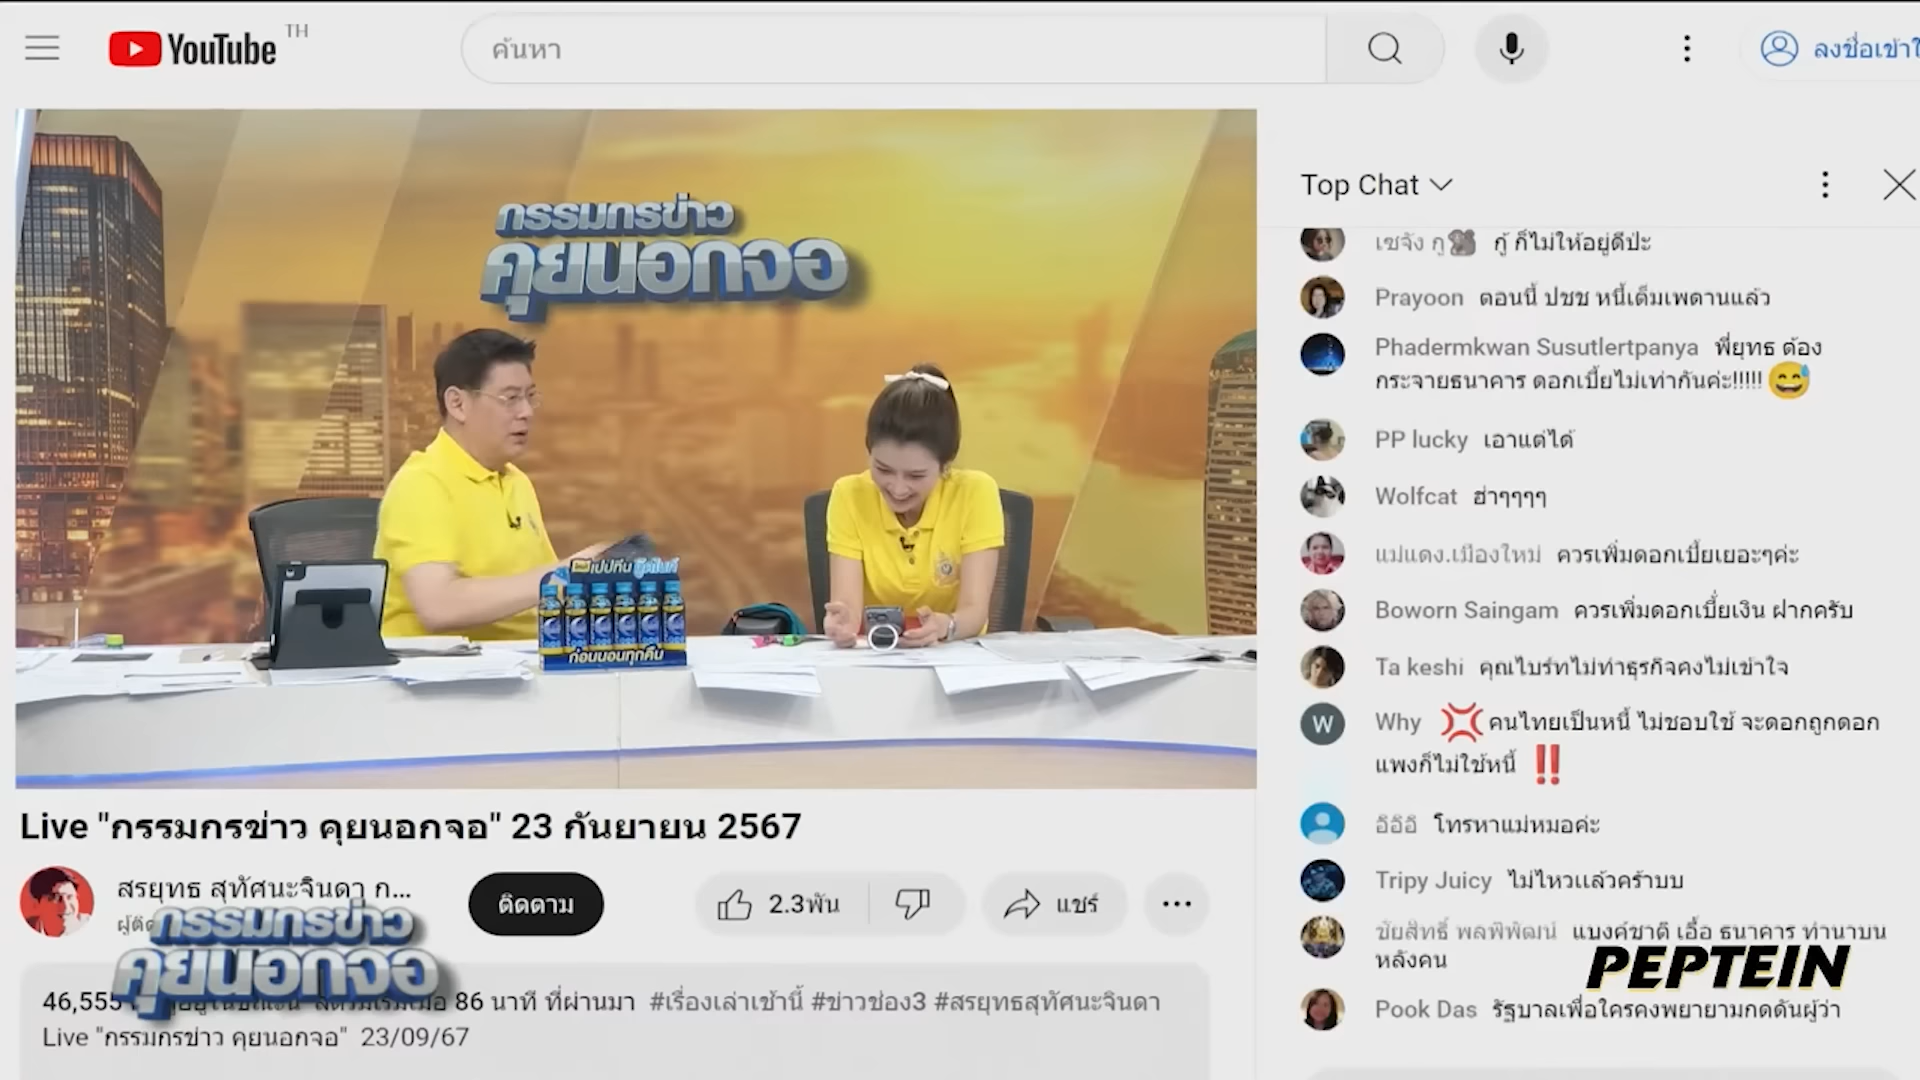 YouTube TH
ค้นหา
ลงชื่อเข้าใ
กรรมกรข่าว
คุยนอกจอ
เปปทีน
ก่อนนอนทุกคืน
Live "กรรมกรข่าว คุยนอกจอ" 23 กันยายน 2567
สรยุทธ สุทัศนะจินดา ก...
ติดตาม
2.3พัน
แชร์
กรรมกรข่าว
คุยนอกจอ
46,555
86 นาที ที่ผ่านมา #เรื่องเล่าเช้านี้ #ข่าวช่อง3 #สรยุทธสุทัศนะจินดา
Live "กรรมกรข่าว คุยนอกจอ" 23/09/67
Top Chat
เซจัง กู กู้ ก็ไม่ให้อยู่ดีป่ะ
Prayoon ตอนนี้ ปชช หนี้เต็มเพดานแล้ว
Phadermkwan Susutlertpanya พี่ยุทธ ต้อง
กระจายธนาคาร ดอกเบี้ยไม่เท่ากันค่ะ!!!!! 😅
PP lucky เอาแต่ได้
Wolfcat ฮ่าๆๆๆๆ
แม่แดง.เมืองใหม่ ควรเพิ่มดอกเบี้ยเยอะๆค่ะ
Boworn Saingam ควรเพิ่มดอกเบี้ยเงิน ฝากครับ
Ta keshi คุณไบร์ทไม่ทำธุรกิจคงไม่เข้าใจ
W
Why 💢คนไทยเป็นหนี้ ไม่ชอบใช้ จะดอกถูกดอก
แพงก็ไม่ใช้หนี้ ‼️
อิอิอิ โทรหาแม่หมอค่ะ
Tripy Juicy ไม่ไหวแล้วคร้าบบ
ชัยสิทธิ์ พลพิพัฒน์ แบงค์ชาติ เอื้อ ธนาคาร ทำนาบน
หลังคน
PEPTEIN
Pook Das รัฐบาลเพื่อใครคงพยายามกดดันผู้ว่า